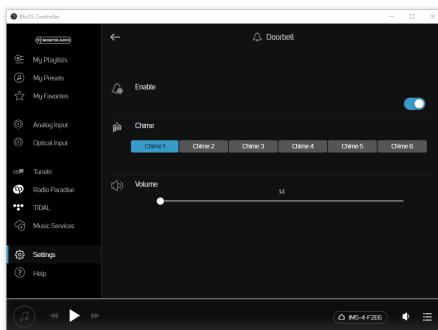 BluOS Controller
MONITOR AUDIO
Doorbell
My Playlists
My Presets
My Favorites
Analog Input
Optical Input
TuneIn
Radio Paradise
TIDAL
Music Services
Settings
Help
Enable
Chime
Chime 1 Chime 2 Chime 3 Chime 4 Chime 5 Chime 6
Volume
14
IMS-4-F2E6